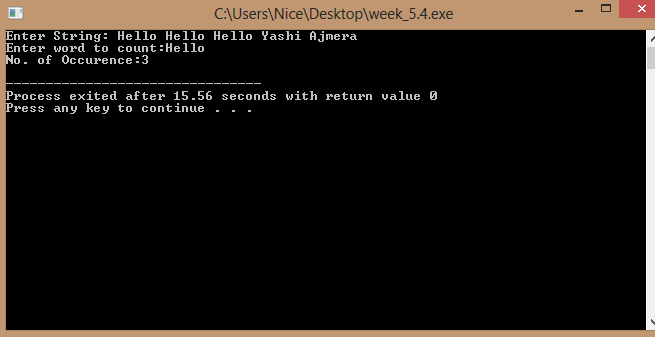 C:\Users\Nice\Desktop\week_5.4.exe
Enter String: Hello Hello Hello Yashi Ajmera
Enter word to count:Hello
No. of Occurence:3
--------------------------------
Process exited after 15.56 seconds with return value 0
Press any key to continue . . .